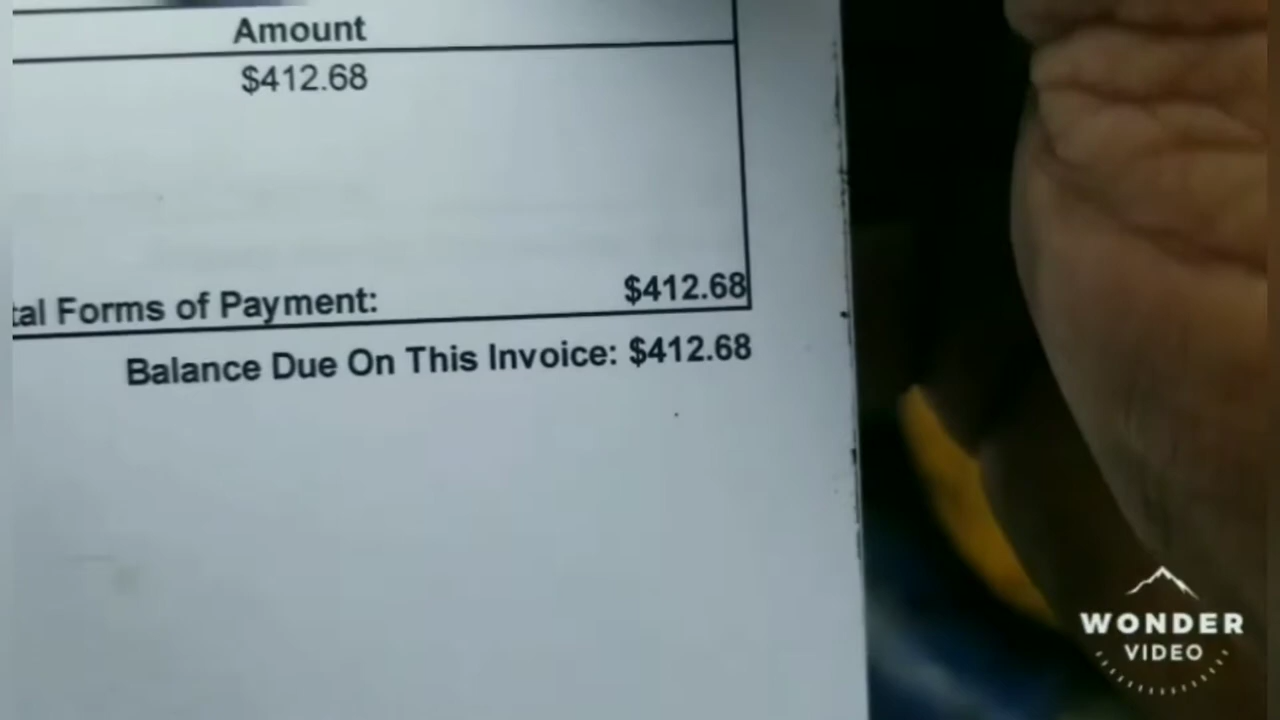 Amount
$412.68
tal Forms of Payment: $412.68
Balance Due On This Invoice: $412.68
WONDER
VIDEO